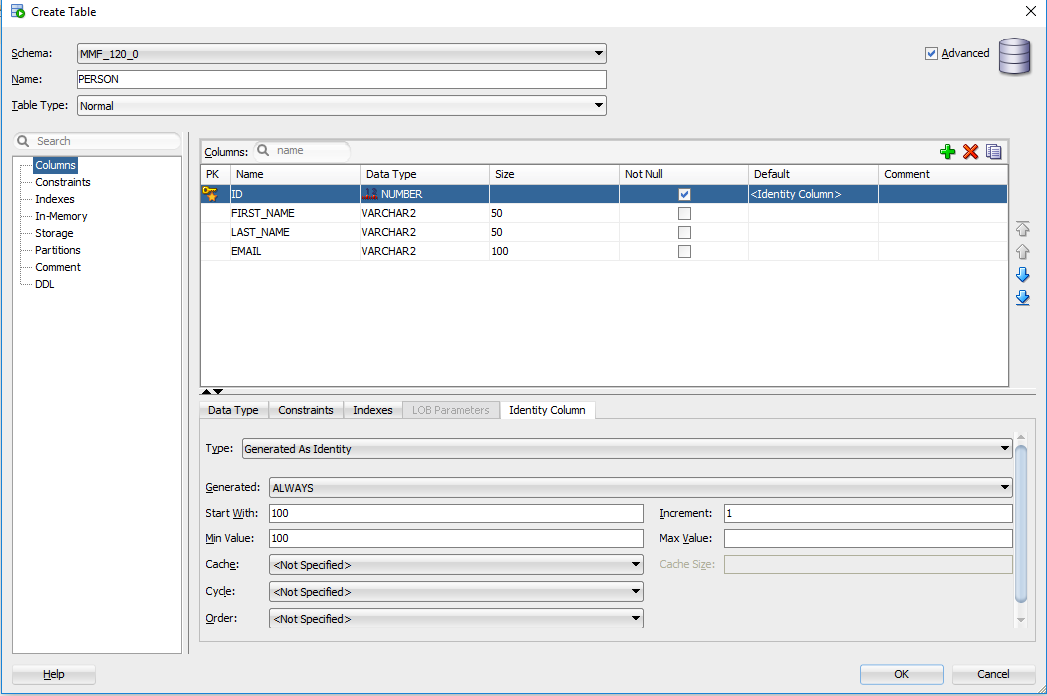 Create Table
Schema: MMF_120_0 Advanced
Name: PERSON
Table Type: Normal
Search
Columns
Constraints
Indexes
In-Memory
Storage
Partitions
Comment
DDL
Columns: name
PK Name Data Type Size Not Null Default Comment
ID NUMBER <Identity Column>
FIRST_NAME VARCHAR2 50
LAST_NAME VARCHAR2 50
EMAIL VARCHAR2 100
Data Type Constraints Indexes LOB Parameters Identity Column
Type: Generated As Identity
Generated: ALWAYS
Start With: 100 Increment: 1
Min Value: 100 Max Value:
Cache: <Not Specified> Cache Size:
Cycle: <Not Specified>
Order: <Not Specified>
Help OK Cancel